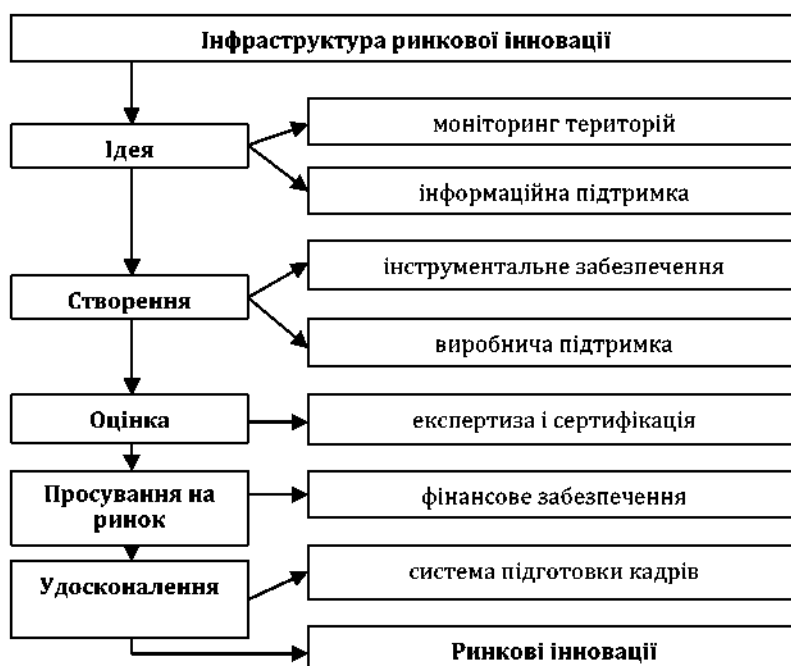 Інфраструктура ринкової інновації
моніторинг територій
Ідея
інформаційна підтримка
інструментальне забезпечення
Створення
виробнича підтримка
Оцінка
експертиза і сертифікація
Просування на
ринок
фінансове забезпечення
Удосконалення
система підготовки кадрів
Ринкові інновації